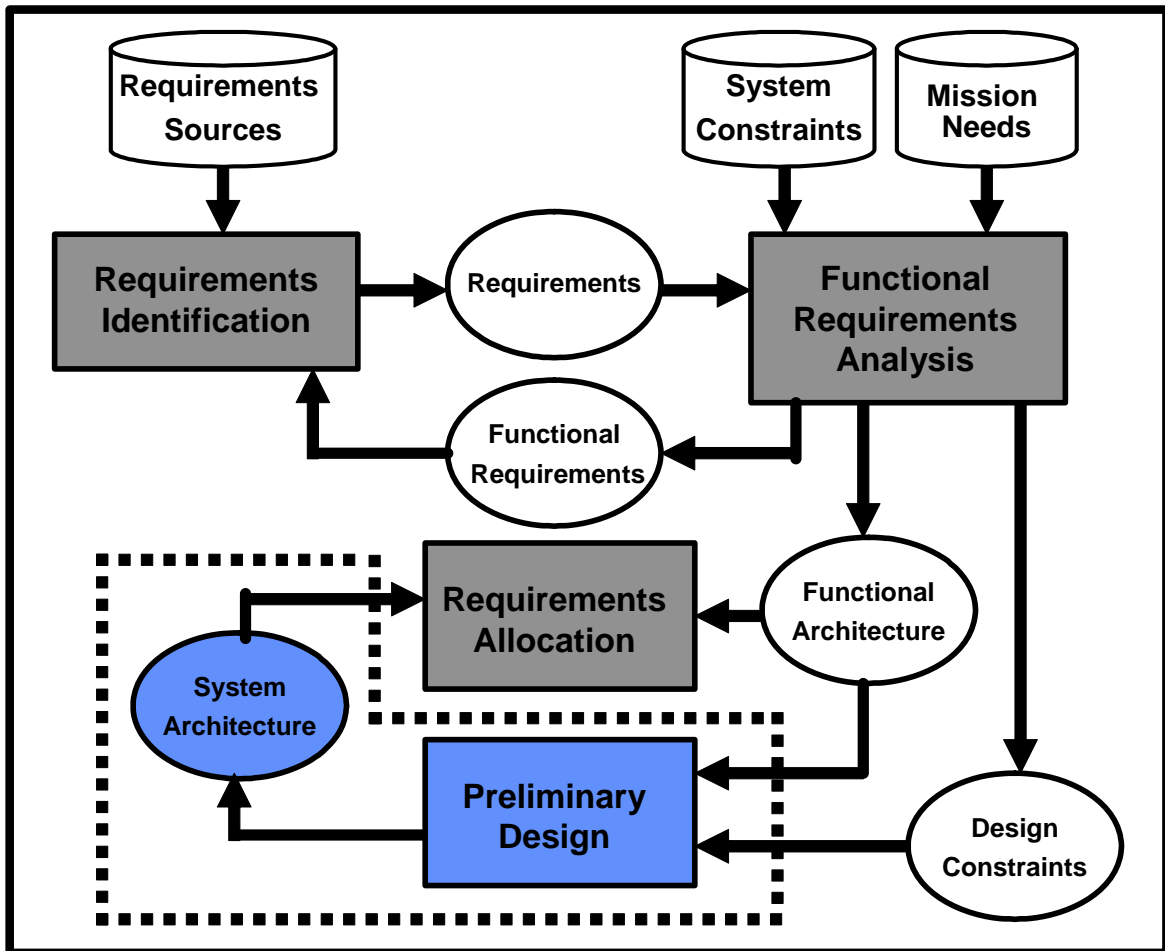 Requirements
Sources
System
Constraints
Mission
Needs
Requirements
Identification
Requirements
Functional
Requirements
Analysis
Functional
Requirements
Requirements
Allocation
Functional
Architecture
System
Architecture
Preliminary
Design
Design
Constraints